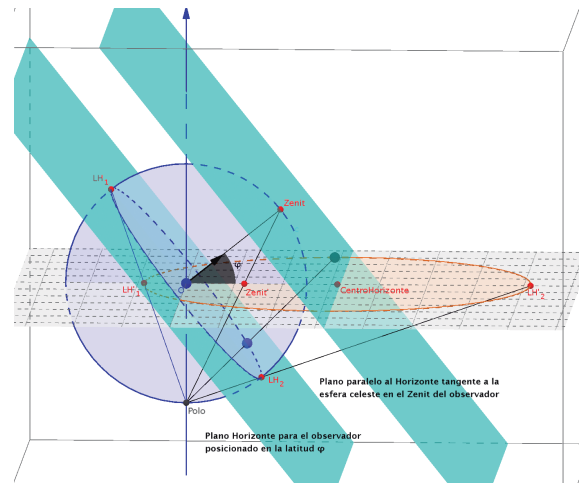 LH1
Zenit
φ
O
LH'1
Zenit
CentroHorizonte
LH'2
LH2
Plano paralelo al Horizonte tangente a la
esfera celeste en el Zenit del observador
Polo
Plano Horizonte para el observador
posicionado en la latitud φ